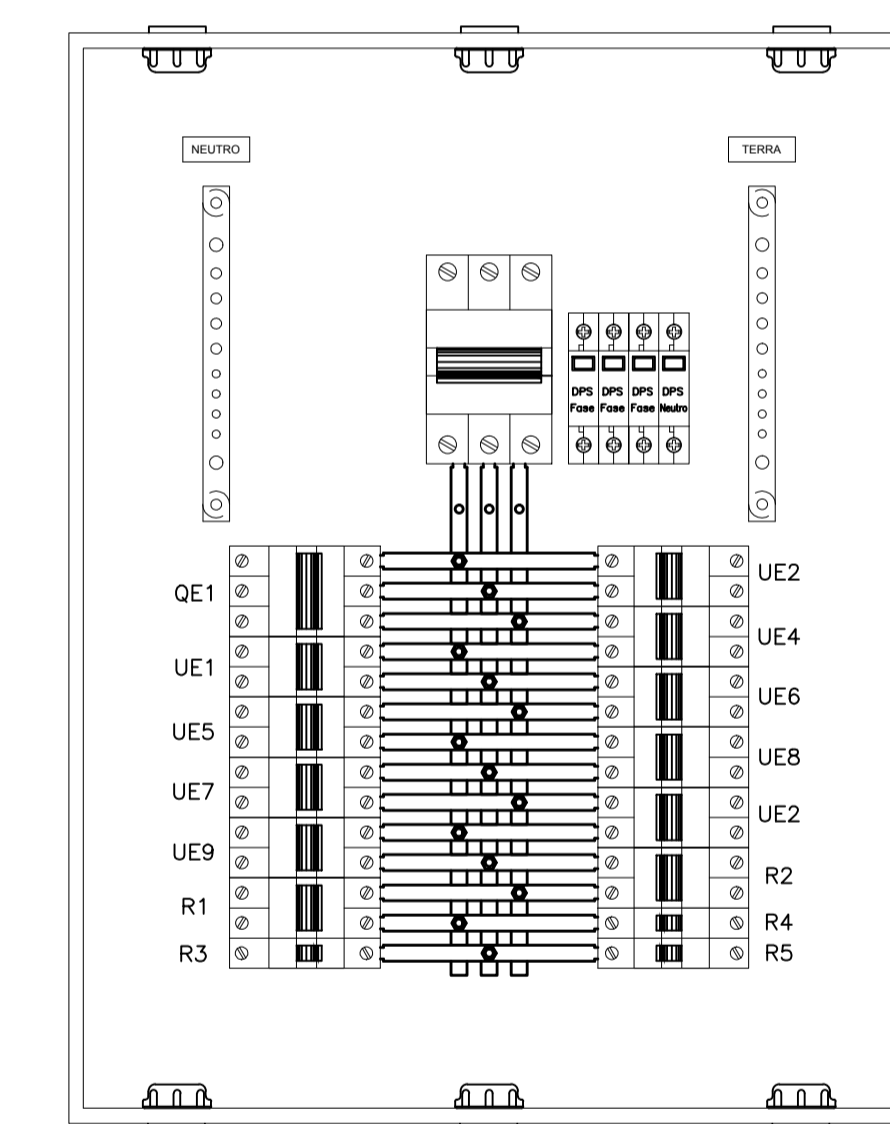 NEUTRO
TERRA
DPS DPS DPS DPS
Fase Fase Fase Neutro
QE1
UE2
UE1
UE4
UE5
UE6
UE7
UE8
UE9
UE2
R1
R2
R3
R4
R5